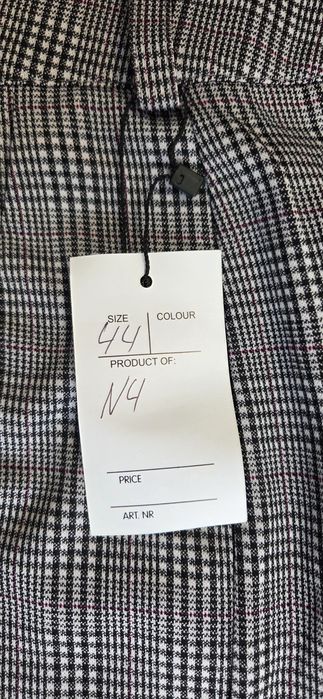 SIZE COLOUR
44
PRODUCT OF:
N4
PRICE
ART. NR